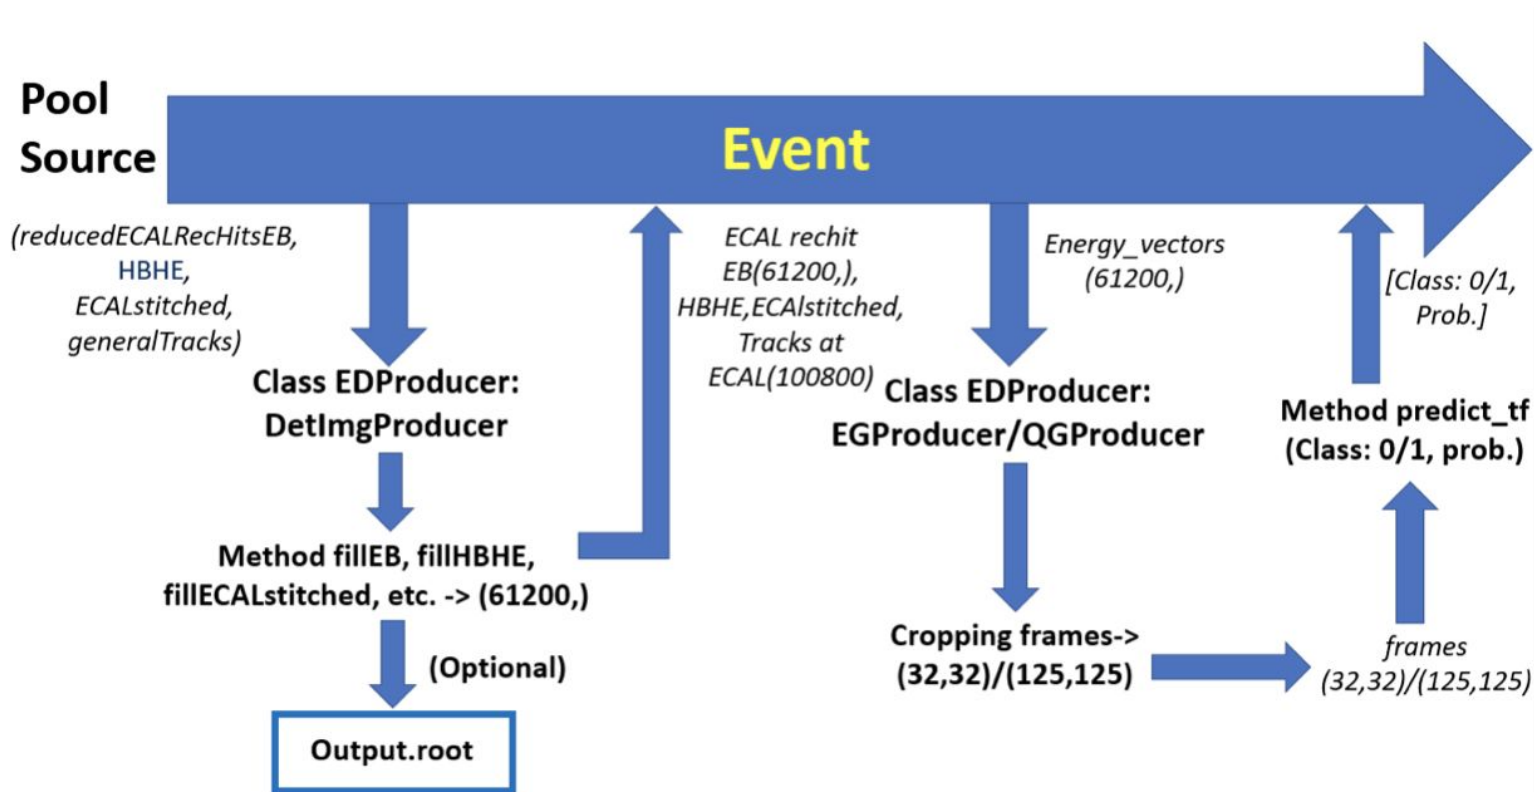 Pool
Source
Event
(reducedECALRecHitsEB,
HBHE,
ECALstitched,
generalTracks)
Class EDProducer:
DetImgProducer
Method fillEB, fillHBHE,
fillECALstitched, etc. -> (61200,)
(Optional)
Output.root
ECAL rechit
EB(61200,),
HBHE,ECAlstitched,
Tracks at
ECAL(100800)
Energy_vectors
(61200,)
Class EDProducer:
EGProducer/QGProducer
Cropping frames->
(32,32)/(125,125)
frames
(32,32)/(125,125)
Method predict_tf
(Class: 0/1, prob.)
[Class: 0/1,
Prob.]